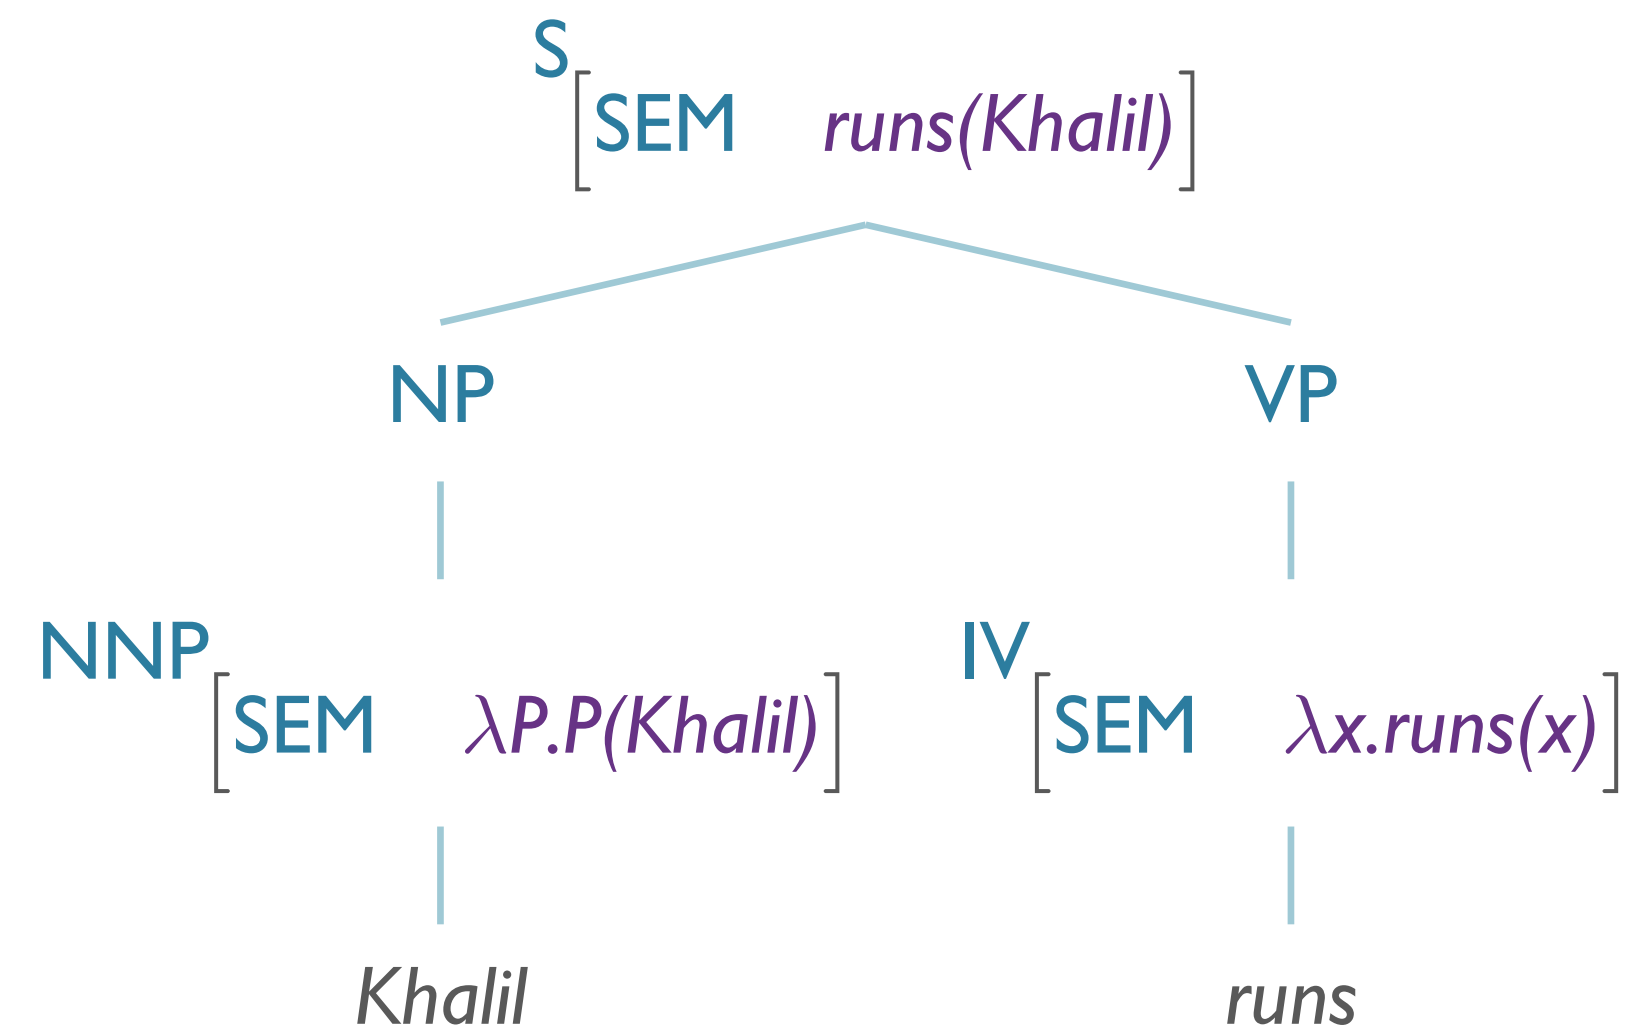 S
[SEM runs(Khalil)]
NP VP
NNP IV
[SEM λP.P(Khalil)] [SEM λx.runs(x)]
Khalil runs